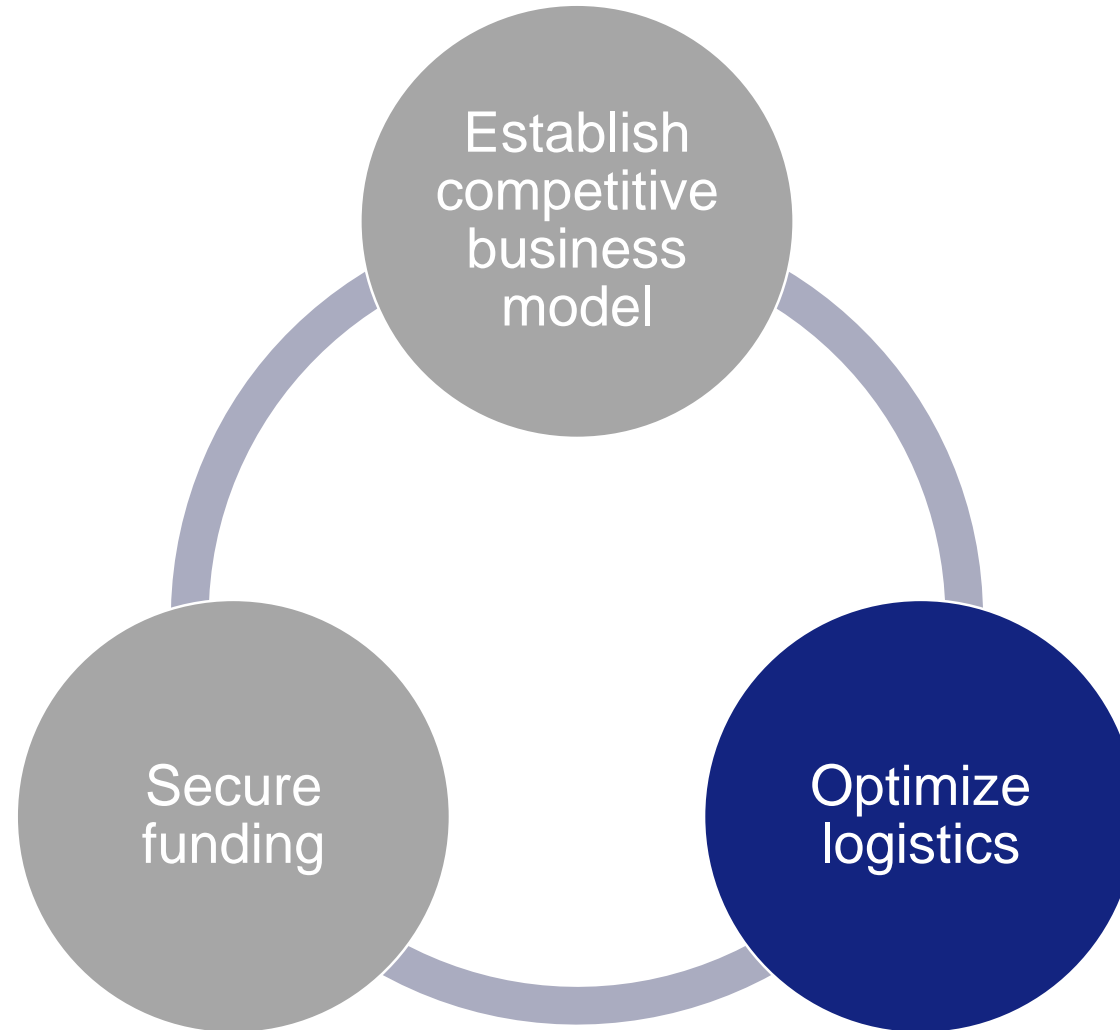 Establish
competitive
business
model
Secure
funding
Optimize
logistics